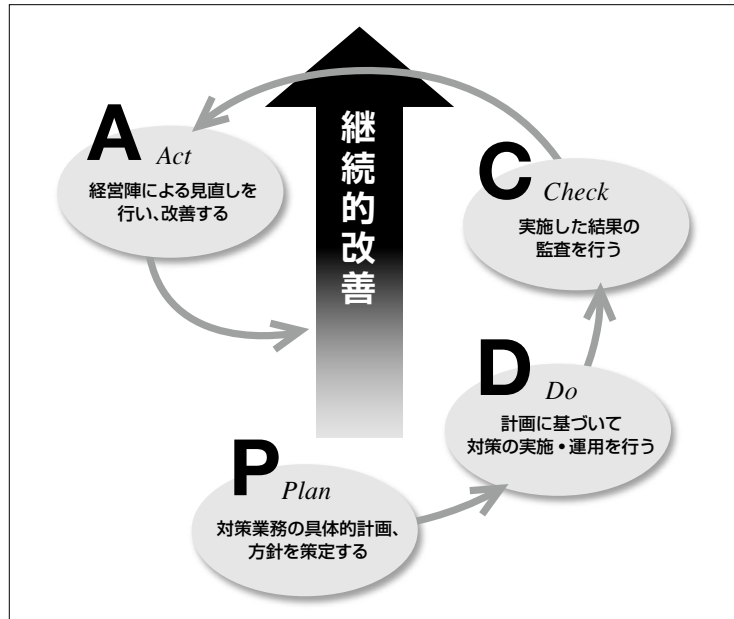 継続的改善
A Act
経営陣による見直しを
行い、改善する
C Check
実施した結果の
監査を行う
D Do
計画に基づいて
対策の実施・運用を行う
P Plan
対策業務の具体的計画、
方針を策定する